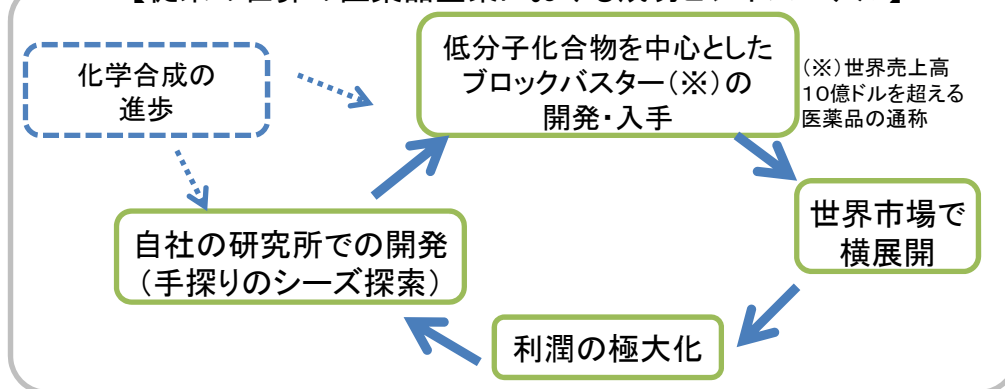 化学合成の
進歩
低分子化合物を中心とした
ブロックバスター(※)の
開発・入手
(※)世界売上高
10億ドルを超える
医薬品の通称
自社の研究所での開発
(手探りのシーズ探索)
世界市場で
横展開
利潤の極大化